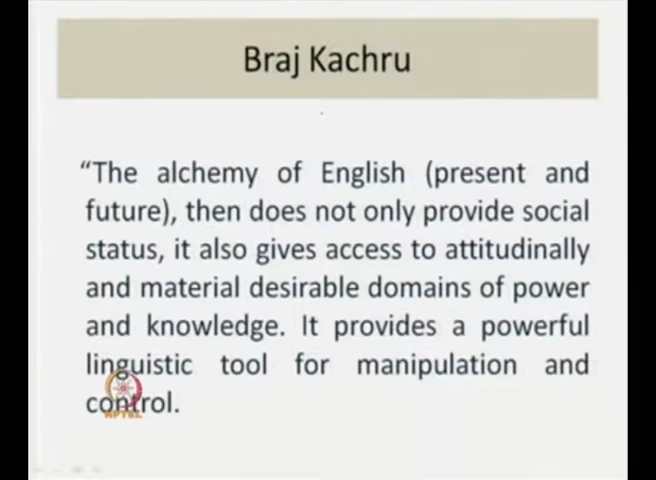 Braj Kachru
“The alchemy of English (present and
future), then does not only provide social
status, it also gives access to attitudinally
and material desirable domains of power
and knowledge. It provides a powerful
linguistic tool for manipulation and
control.
NPTEL